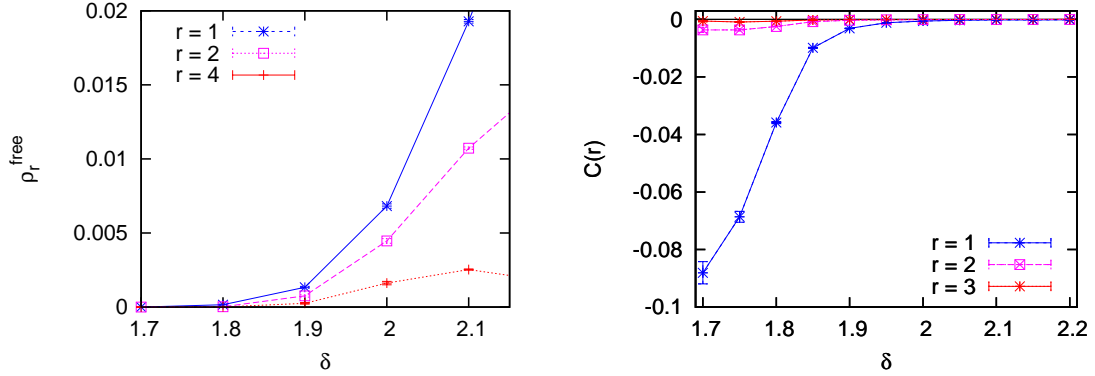 0.02
0.015
0.01
0.005
0
ρ_r^free
r = 1
r = 2
r = 4
1.7 1.8 1.9 2 2.1
δ
0
-0.02
-0.04
-0.06
-0.08
-0.1
C(r)
r = 1
r = 2
r = 3
1.7 1.8 1.9 2 2.1 2.2
δ